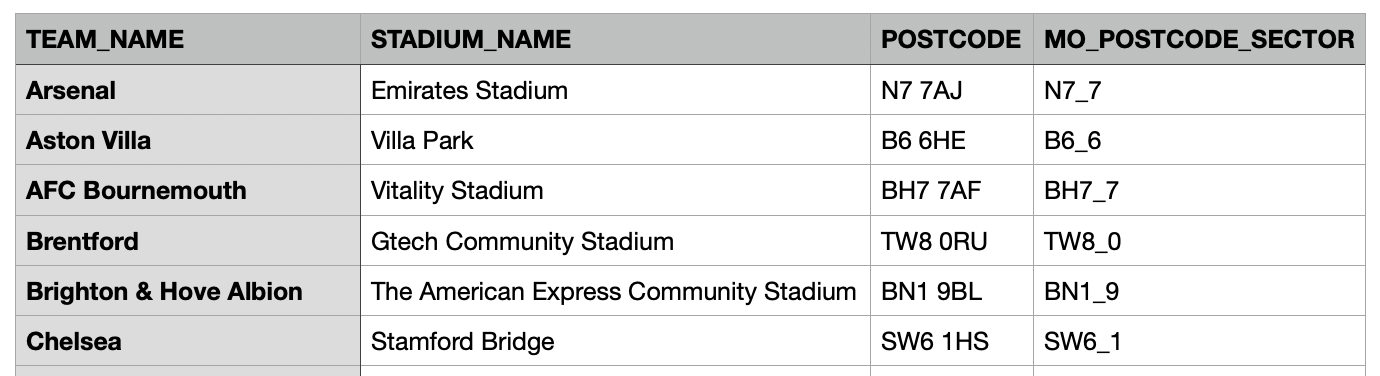 TEAM_NAME STADIUM_NAME POSTCODE MO_POSTCODE_SECTOR
Arsenal Emirates Stadium N7 7AJ N7_7
Aston Villa Villa Park B6 6HE B6_6
AFC Bournemouth Vitality Stadium BH7 7AF BH7_7
Brentford Gtech Community Stadium TW8 0RU TW8_0
Brighton & Hove Albion The American Express Community Stadium BN1 9BL BN1_9
Chelsea Stamford Bridge SW6 1HS SW6_1